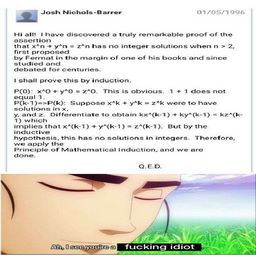 Josh Nichols-Barrer 01/05/1996
Hi all! I have discovered a truly remarkable proof of the
assertion
that x^n + y^n = z^n has no integer solutions when n > 2,
first proposed
by Fermat in the margin of one of his books and since
studied and
debated for centuries.
I shall prove this by induction.
P(0): x^0 + y^0 = z^0. This is obvious. 1 + 1 does not
equal 1.
P(k-1)=>P(k): Suppose x^k + y^k = z^k were to have
solutions in x,
y, and z. Differentiate to obtain kx^(k-1) + ky^(k-1) = kz^(k-
1) which
implies that x^(k-1) + y^(k-1) = z^(k-1). But by the
inductive
hypothesis, this has no solutions in integers. Therefore,
we apply the
Principle of Mathematical Induction, and we are
done.
Q.E.D.
Ah, I see you're a fucking idiot